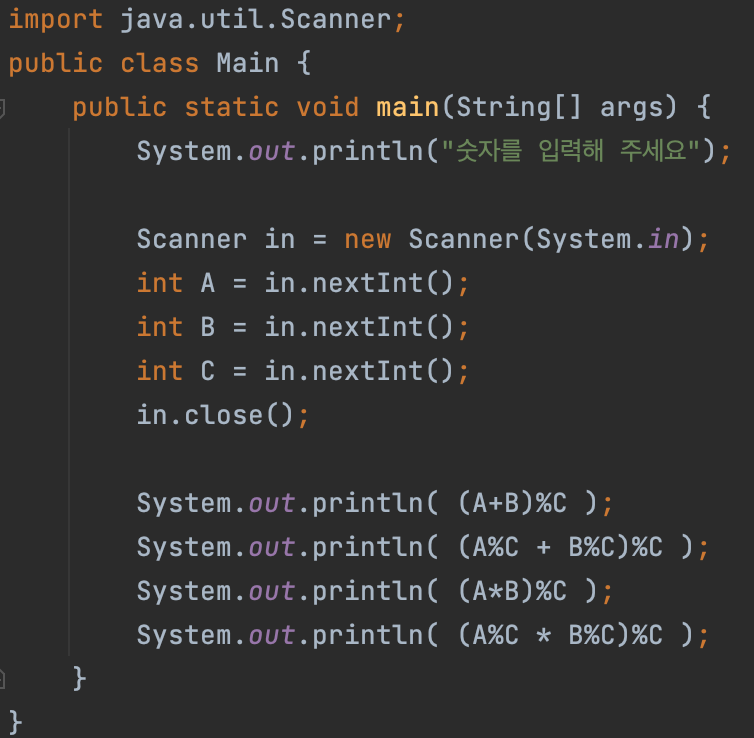 import java.util.Scanner;
public class Main {
    public static void main(String[] args) {
        System.out.println("숫자를 입력해 주세요");

        Scanner in = new Scanner(System.in);
        int A = in.nextInt();
        int B = in.nextInt();
        int C = in.nextInt();
        in.close();

        System.out.println( (A+B)%C );
        System.out.println( (A%C + B%C)%C );
        System.out.println( (A*B)%C );
        System.out.println( (A%C * B%C)%C );
    }
}